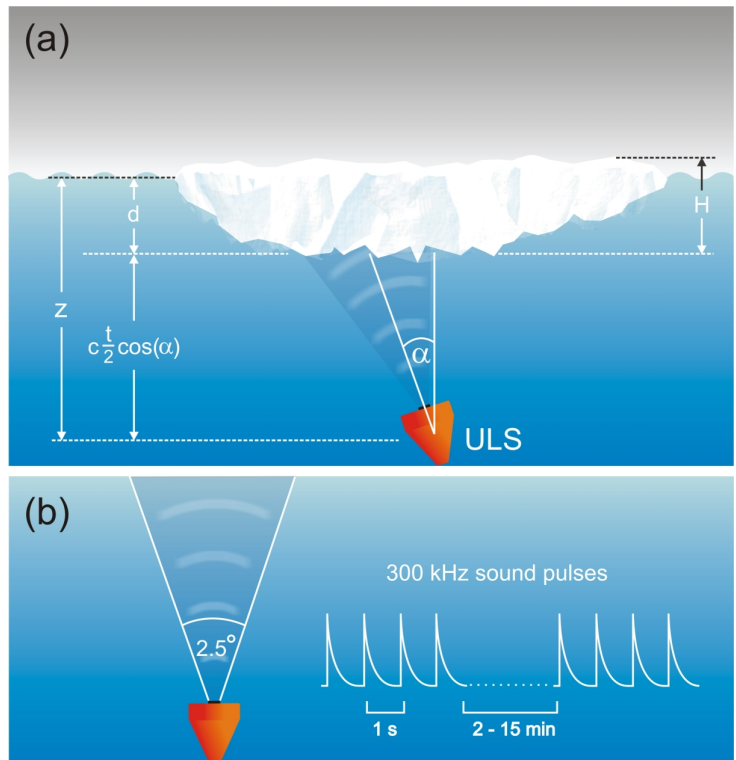 (a)
d
H
z
c t/2 cos(α)
α
ULS
(b)
300 kHz sound pulses
2.5°
1 s
2 - 15 min